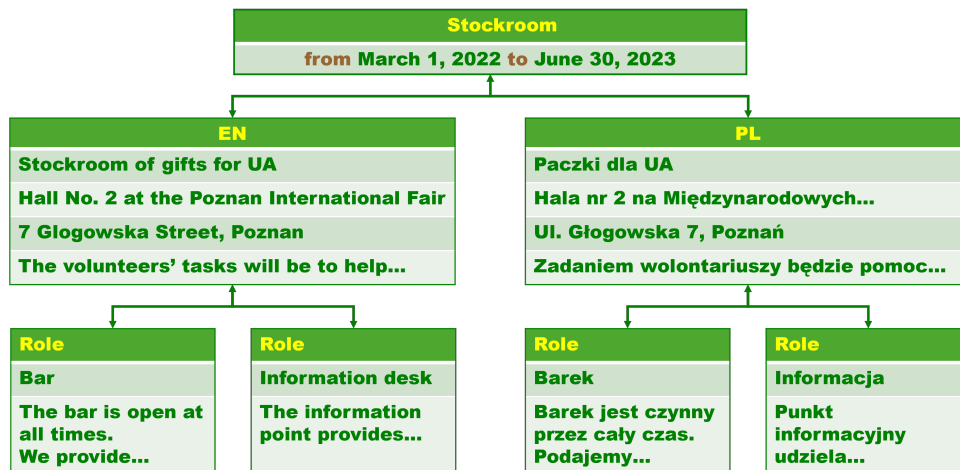 Stockroom
from March 1, 2022 to June 30, 2023
EN
Stockroom of gifts for UA
Hall No. 2 at the Poznan International Fair
7 Glogowska Street, Poznan
The volunteers’ tasks will be to help...
PL
Paczki dla UA
Hala nr 2 na Międzynarodowych...
Ul. Głogowska 7, Poznań
Zadaniem wolontariuszy będzie pomoc...
Role
Bar
The bar is open at
all times.
We provide...
Role
Information desk
The information
point provides...
Role
Barek
Barek jest czynny
przez cały czas.
Podajemy...
Role
Informacja
Punkt
informacyjny
udziela...